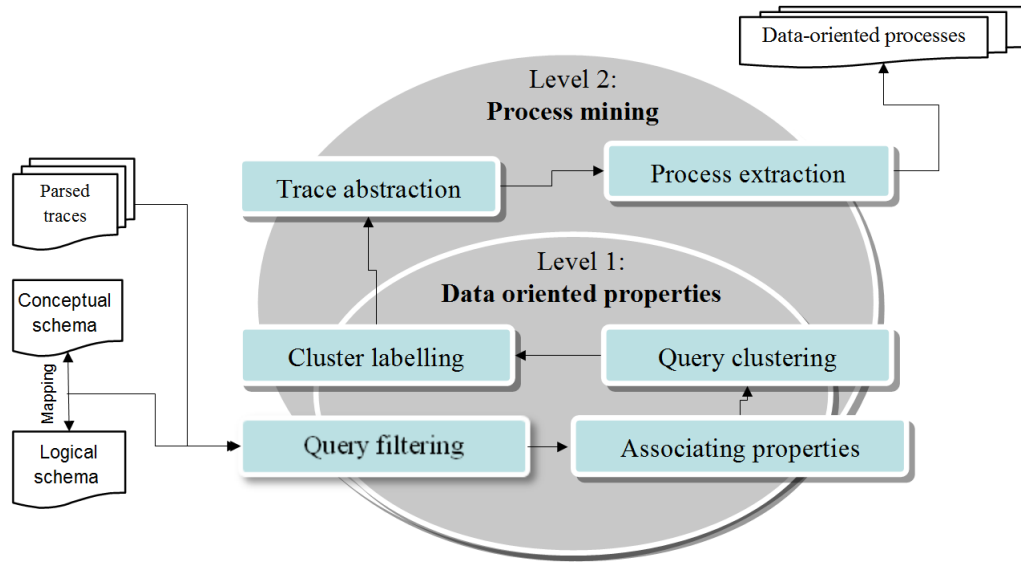 Data-oriented processes
Level 2:
Process mining
Trace abstraction
Process extraction
Parsed
traces
Level 1:
Data oriented properties
Conceptual
schema
Cluster labelling
Query clustering
Mapping
Logical
schema
Query filtering
Associating properties